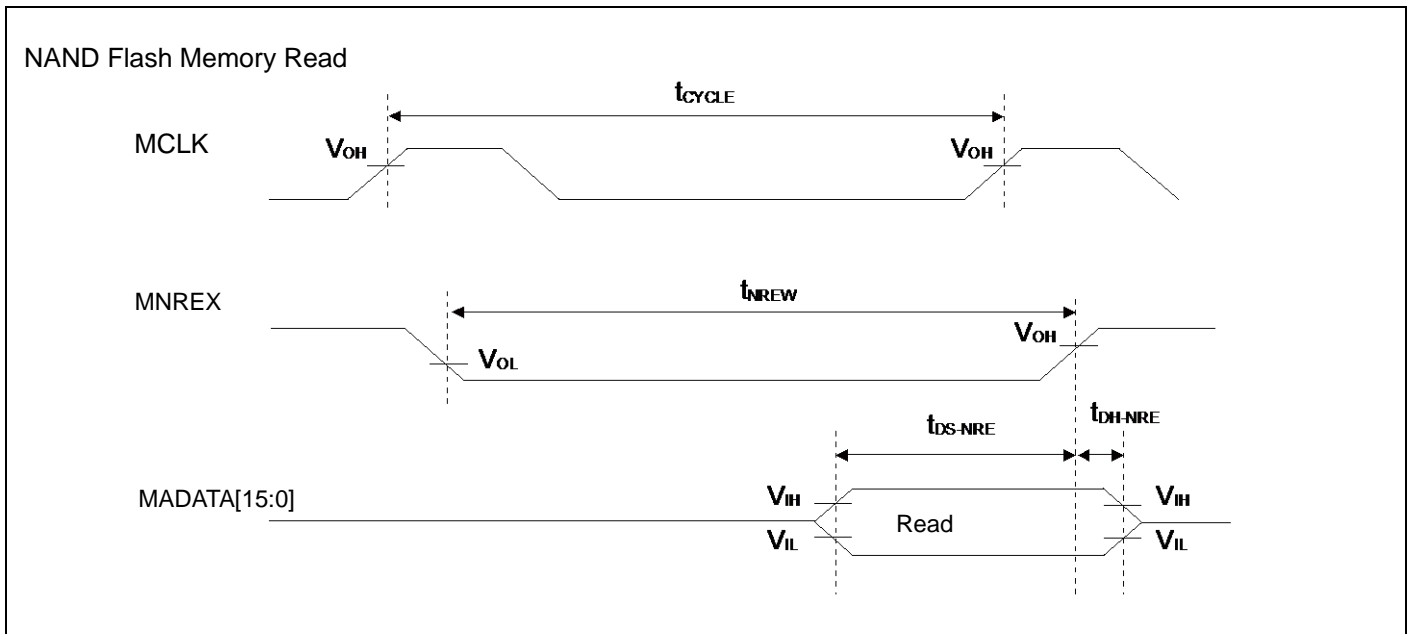 NAND Flash Memory Read
tCYCLE
MCLK VOH VOH
tNREW
MNREX
VOH
VOL
tDS-NRE tDH-NRE
VIH VIH
MADATA[15:0]
Read
VIL VIL